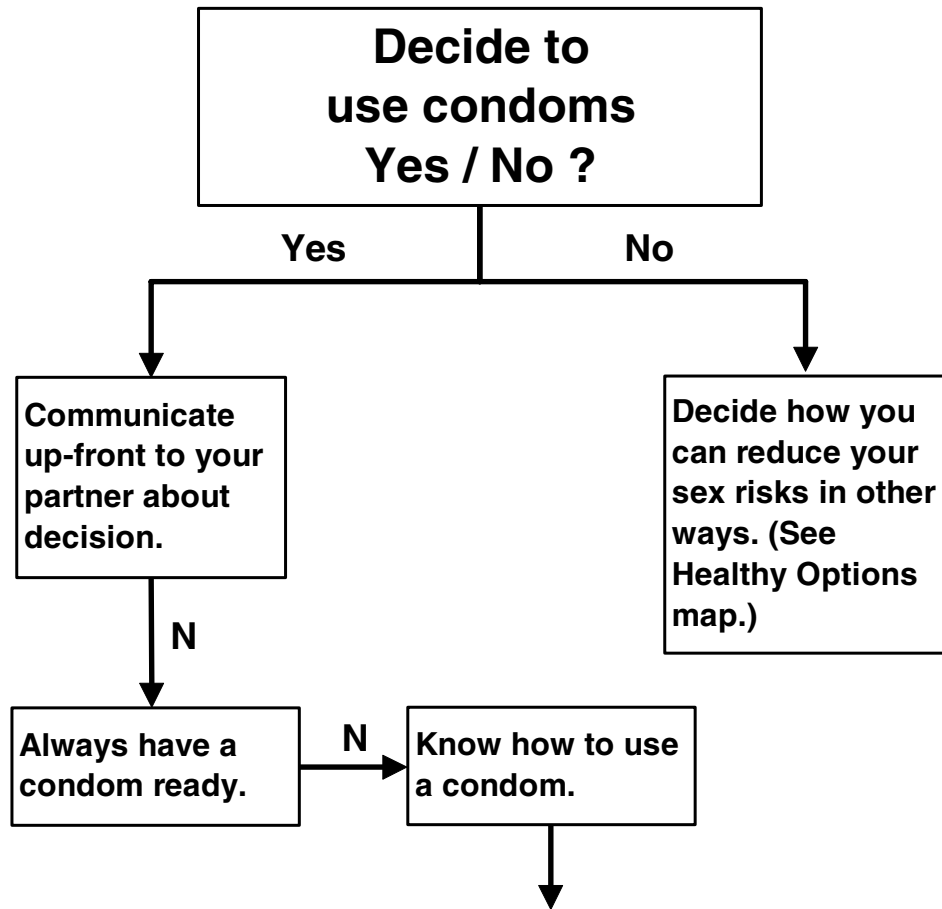 Decide to
use condoms
Yes / No ?
Yes
No
Communicate
up-front to your
partner about
decision.
Decide how you
can reduce your
sex risks in other
ways. (See
Healthy Options
map.)
N
Always have a
condom ready.
N
Know how to use
a condom.